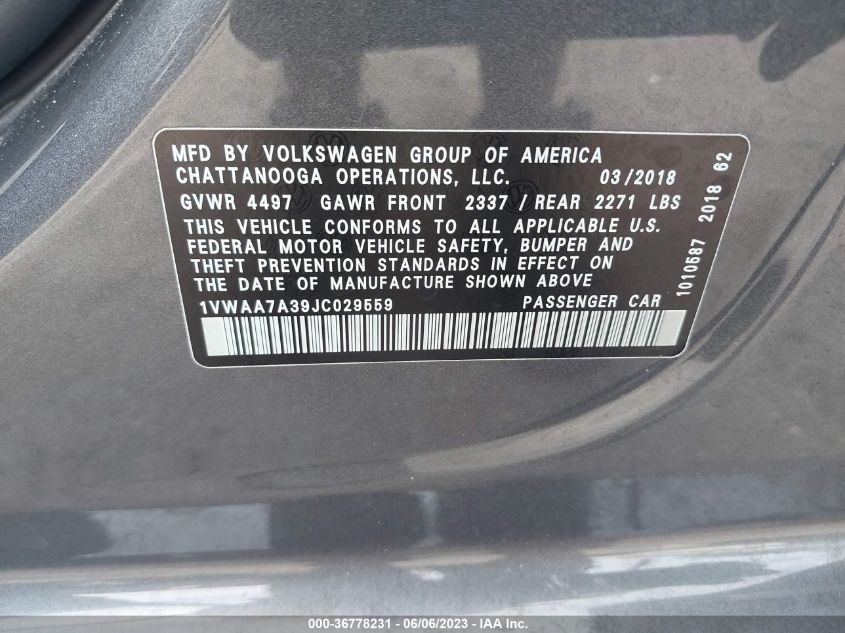 MFD BY VOLKSWAGEN GROUP OF AMERICA
CHATTANOOGA OPERATIONS, LLC. 03/2018
GVWR 4497 GAWR FRONT 2337 / REAR 2271 LBS
THIS VEHICLE CONFORMS TO ALL APPLICABLE U.S.
FEDERAL MOTOR VEHICLE SAFETY, BUMPER AND
THEFT PREVENTION STANDARDS IN EFFECT ON
THE DATE OF MANUFACTURE SHOWN ABOVE
1VWAA7A39JC029559 PASSENGER CAR
1010587 2018 62
000-36778231 - 06/06/2023 - IAA Inc.